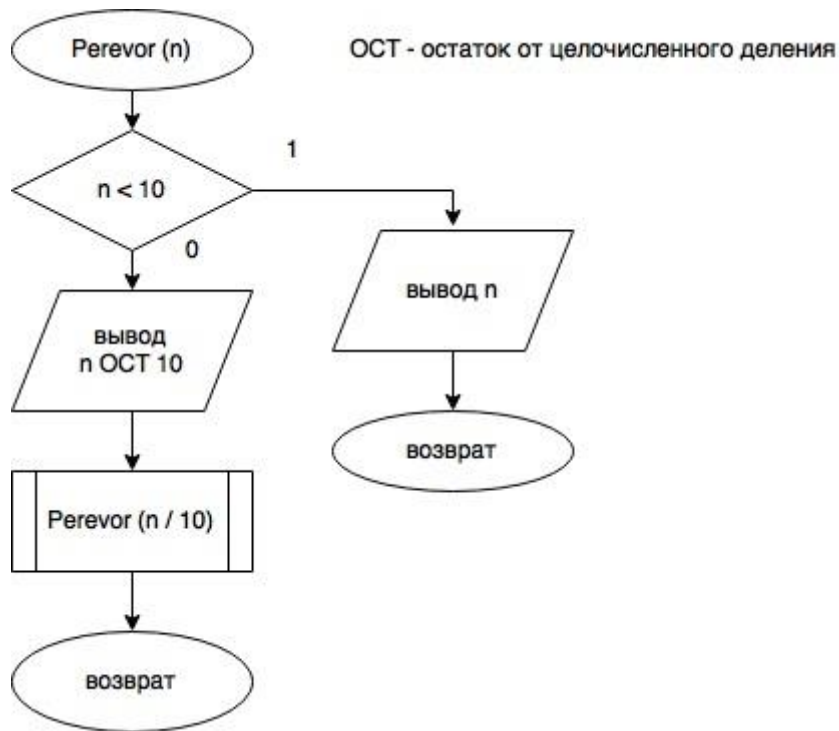 Perevor (n)
ОСТ - остаток от целочисленного деления
n < 10
1
0
вывод
n ОСТ 10
вывод n
возврат
Perevor (n / 10)
возврат